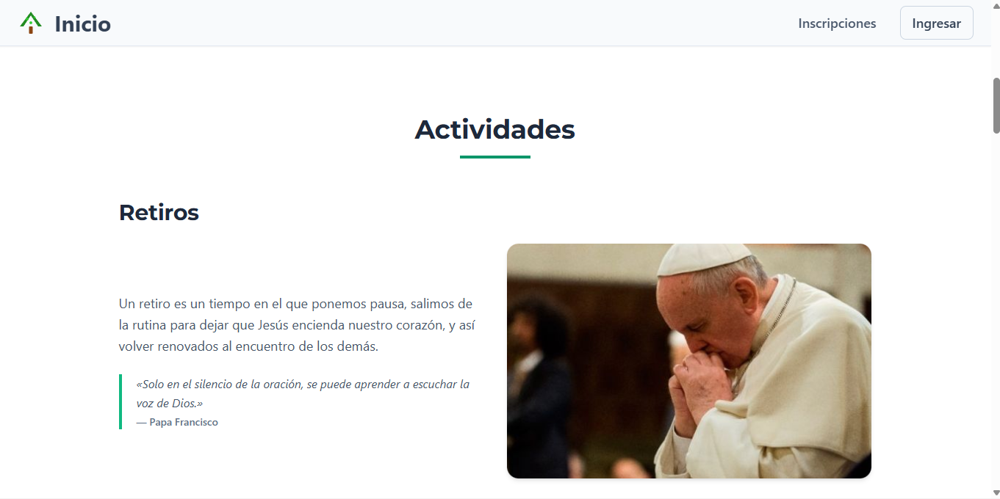 Inicio
Inscripciones
Ingresar
Actividades
Retiros
Un retiro es un tiempo en el que ponemos pausa, salimos de
la rutina para dejar que Jesús encienda nuestro corazón, y así
volver renovados al encuentro de los demás.
«Solo en el silencio de la oración, se puede aprender a escuchar la
voz de Dios.»
— Papa Francisco